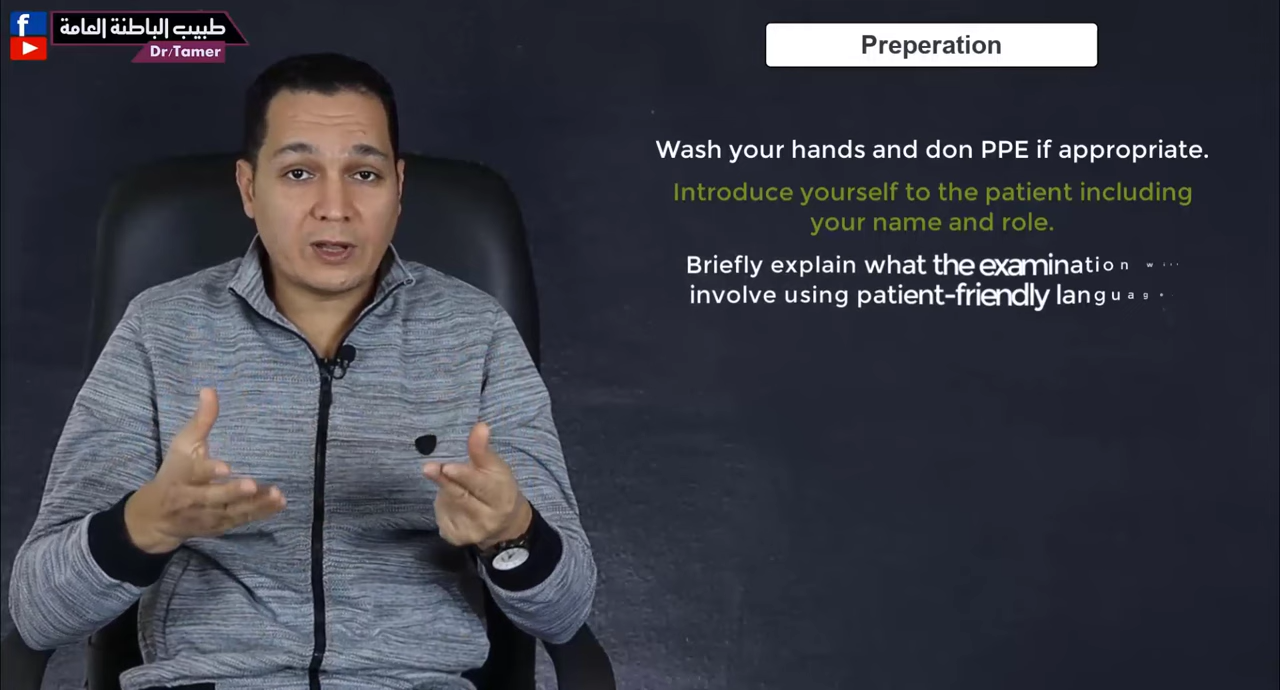 طبيب الباطنة العامة
Dr/Tamer
Preperation
Wash your hands and don PPE if appropriate.
Introduce yourself to the patient including
your name and role.
Briefly explain what the examination
involve using patient-friendly